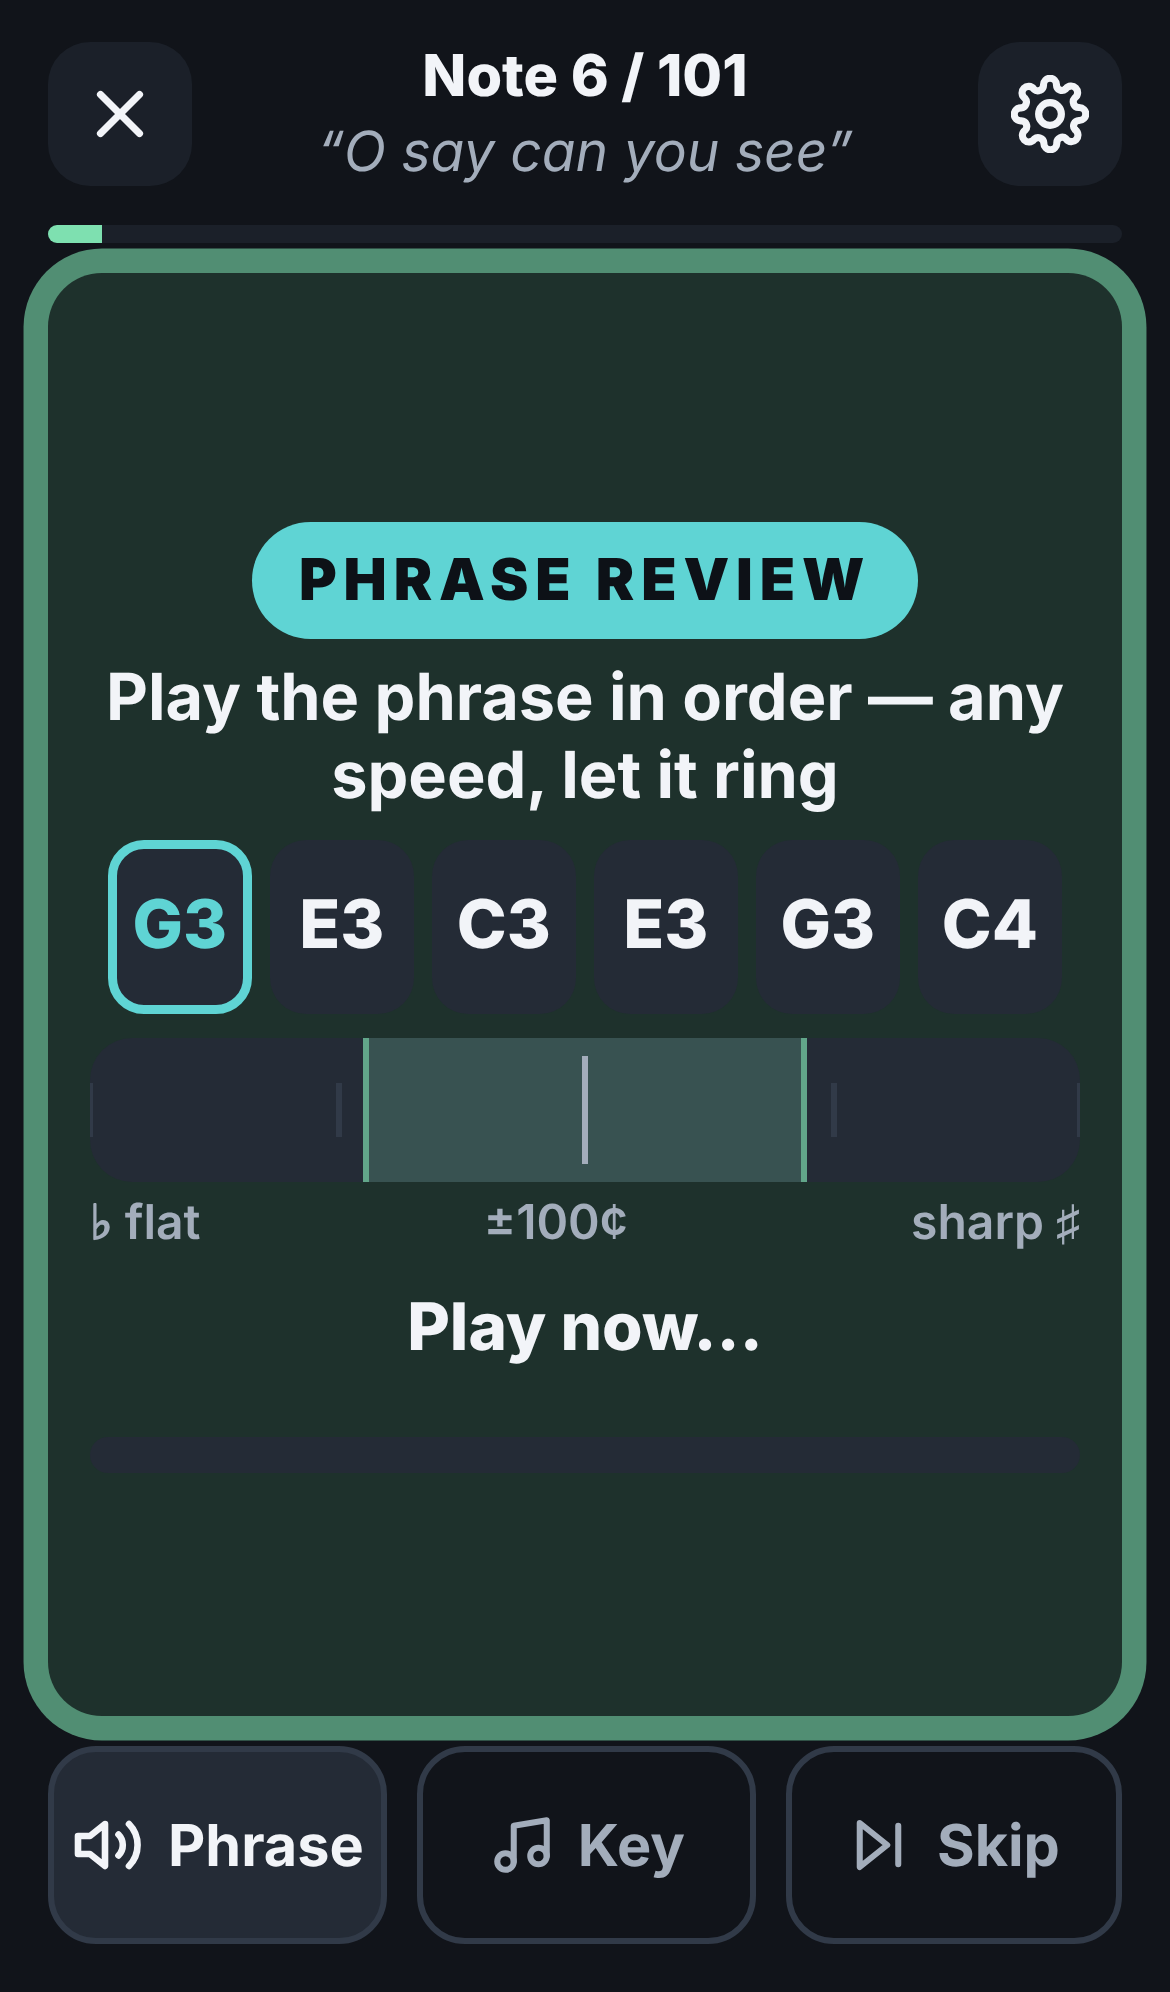 Note 6 / 101
“O say can you see”
PHRASE REVIEW
Play the phrase in order — any
speed, let it ring
G3 E3 C3 E3 G3 C4
♭ flat ±100¢ sharp ♯
Play now...
Phrase Key Skip